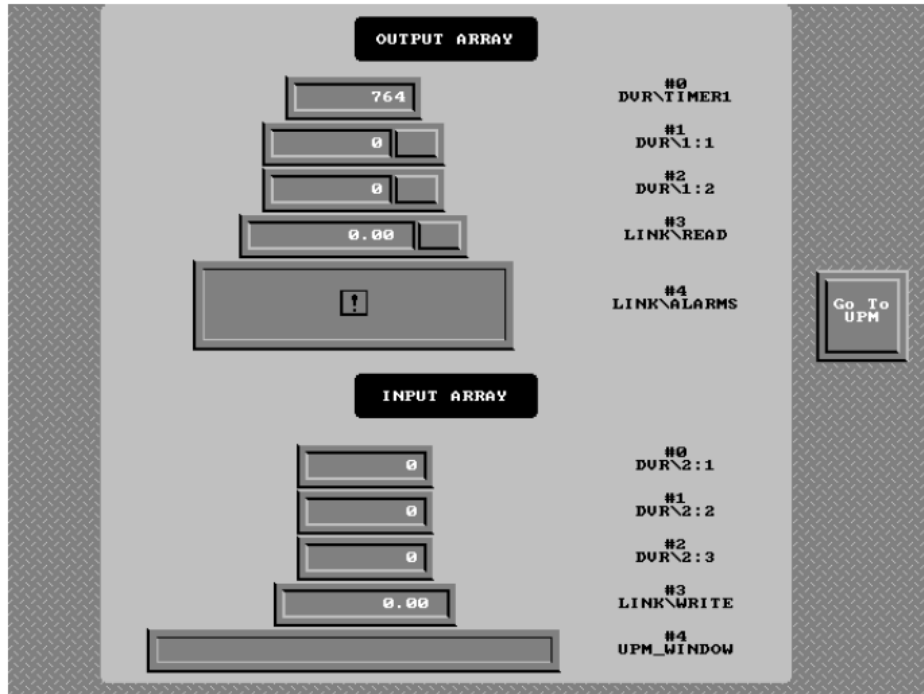 OUTPUT ARRAY
764
#0
DVR\TIMER1
0
#1
DVR\1:1
0
#2
DVR\1:2
0.00
#3
LINK\READ
!
#4
LINK\ALARMS
Go To
UPM
INPUT ARRAY
0
#0
DVR\2:1
0
#1
DVR\2:2
0
#2
DVR\2:3
0.00
#3
LINK\WRITE
#4
UPM_WINDOW